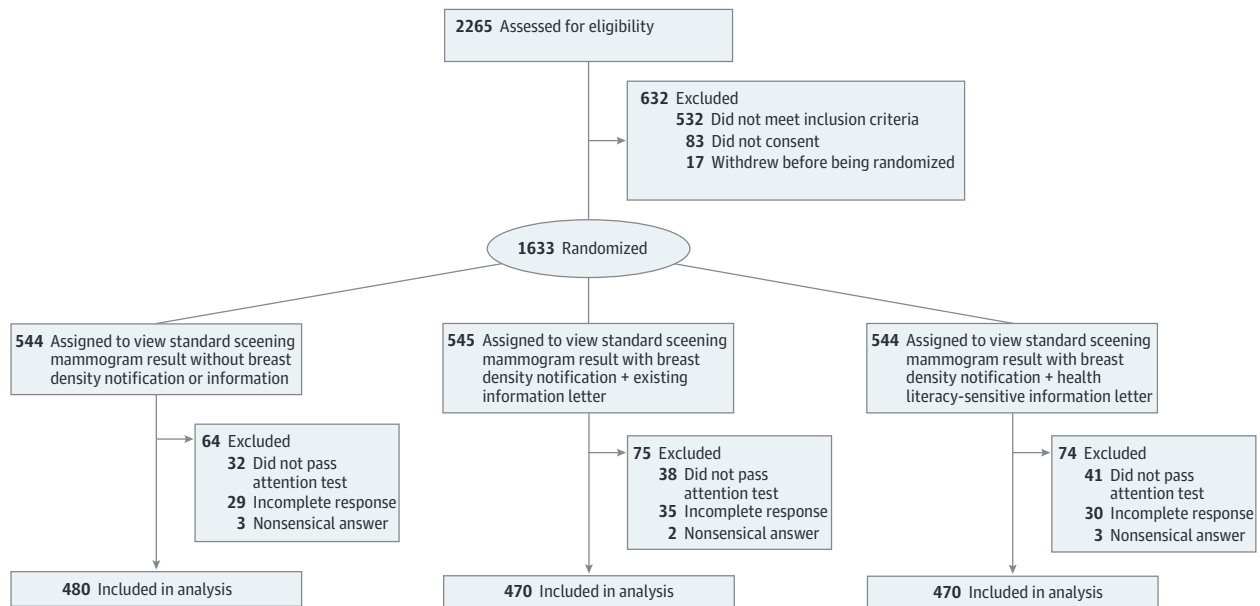 2265 Assessed for eligibility
632 Excluded
532 Did not meet inclusion criteria
83 Did not consent
17 Withdrew before being randomized
1633 Randomized
544 Assigned to view standard sceening
mammogram result without breast
density notification or information
64 Excluded
32 Did not pass
attention test
29 Incomplete response
3 Nonsensical answer
480 Included in analysis
545 Assigned to view standard sceening
mammogram result with breast
density notification + existing
information letter
75 Excluded
38 Did not pass
attention test
35 Incomplete response
2 Nonsensical answer
470 Included in analysis
544 Assigned to view standard sceening
mammogram result with breast
density notification + health
literacy-sensitive information letter
74 Excluded
41 Did not pass
attention test
30 Incomplete response
3 Nonsensical answer
470 Included in analysis